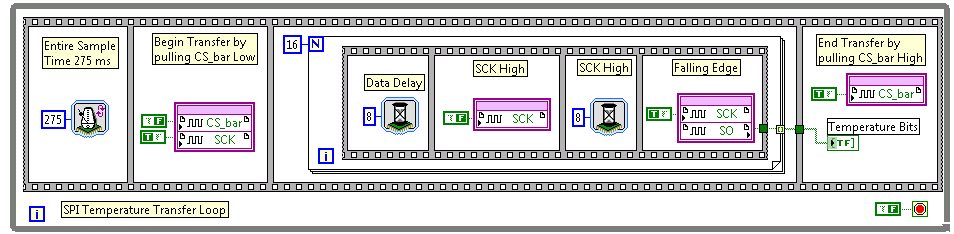 Entire Sample
Time 275 ms
275
Begin Transfer by
pulling CS_bar Low
F
T
CS_bar
SCK
16 N
Data Delay
8
SCK High
F
SCK
SCK High
8
Falling Edge
T
SCK
SO
i
End Transfer by
pulling CS_bar High
T
CS_bar
Temperature Bits
TF
i
SPI Temperature Transfer Loop
F